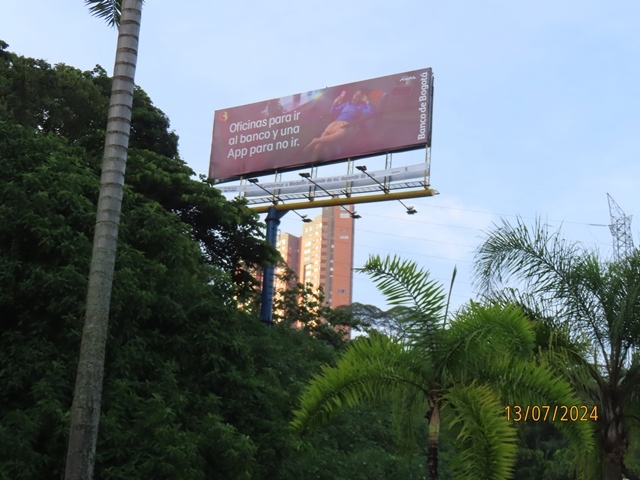 Oficinas para ir
al banco y una
App para no ir.
Banco de Bogotá
13/07/2024